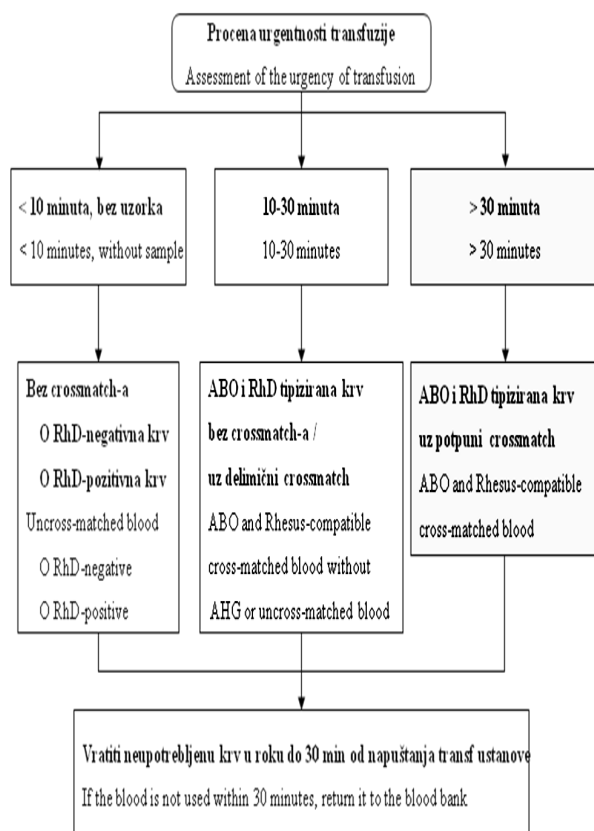 Procena urgentnosti transfuzije
Assessment of the urgency of transfusion
< 10 minuta, bez uzorka
< 10 minutes, without sample
10-30 minuta
10-30 minutes
> 30 minuta
> 30 minutes
Bez crossmatch-a
O RhD-negativna krv
O RhD-pozitivna krv
Uncross-matched blood
O RhD-negative
O RhD-positive
ABO i RhD tipizirana krv
bez crossmatch-a /
uz delimični crossmatch
ABO and Rhesus-compatible
cross-matched blood without
AHG or uncross-matched blood
ABO i RhD tipizirana krv
uz potpuni crossmatch
ABO and Rhesus-compatible
cross-matched blood
Vratiti neupotrebljenu krv u roku do 30 min od napuštanja transf ustanove
If the blood is not used within 30 minutes, return it to the blood bank